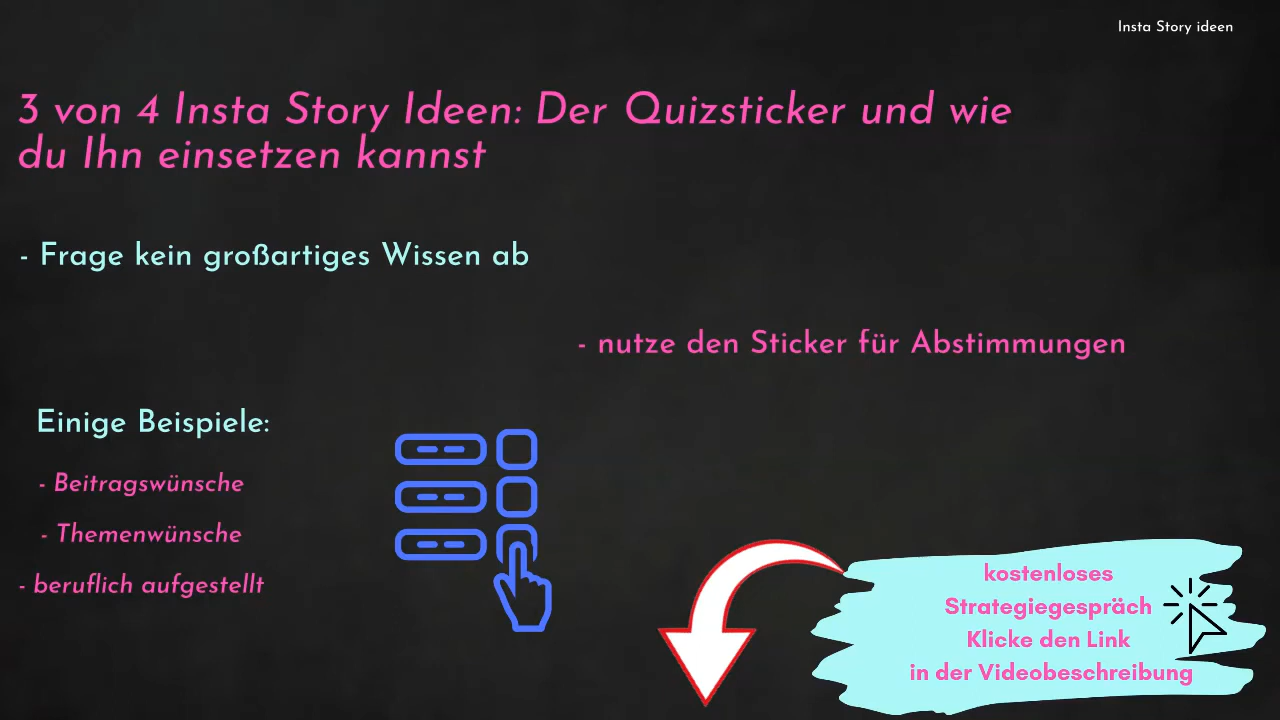 Insta Story ideen
3 von 4 Insta Story Ideen: Der Quizsticker und wie
du Ihn einsetzen kannst
- Frage kein großartiges Wissen ab
- nutze den Sticker für Abstimmungen
Einige Beispiele:
- Beitragswünsche
- Themenwünsche
- beruflich aufgestellt
kostenloses
Strategiegespräch
Klicke den Link
in der Videobeschreibung